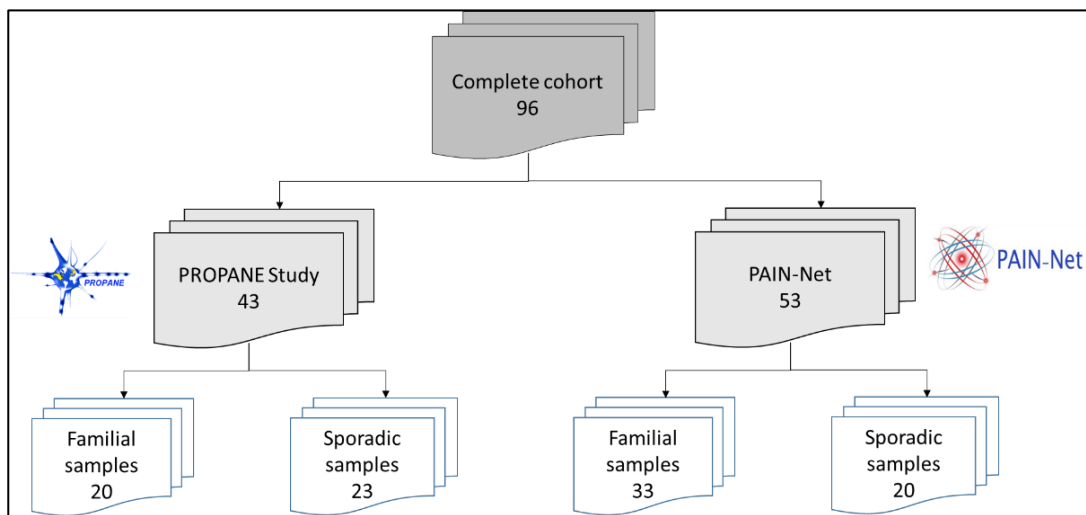 Complete cohort
96
PROPANE
PROPANE Study
43
PAIN-Net
53
PAIN-Net
Familial
samples
20
Sporadic
samples
23
Familial
samples
33
Sporadic
samples
20